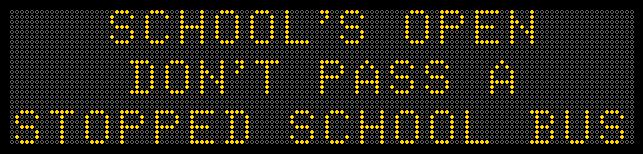 SCHOOL'S OPEN
DON'T PASS A
STOPPED SCHOOL BUS